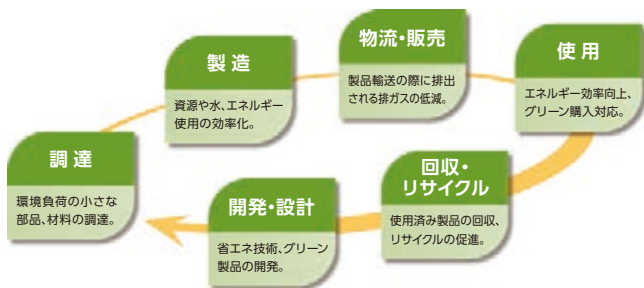 調達
環境負荷の小さな
部品、材料の調達。
製造
資源や水、エネルギー
使用の効率化。
物流・販売
製品輸送の際に排出
される排ガスの低減。
使用
エネルギー効率向上、
グリーン購入対応。
回収・
リサイクル
使用済み製品の回収、
リサイクルの促進。
開発・設計
省エネ技術、グリーン
製品の開発。